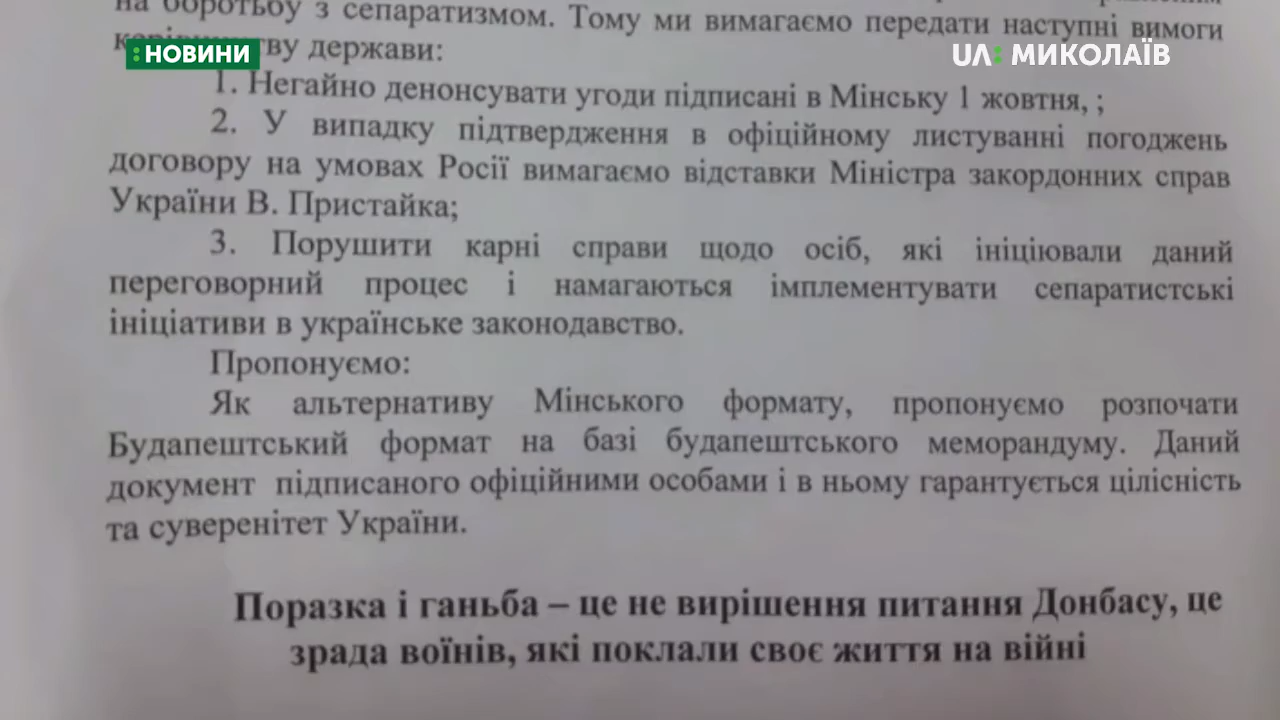 на боротьбу з сепаратизмом. Тому ми вимагаємо передати наступні вимоги
керівництву держави:
НОВИНИ
UA: МИКОЛАЇВ
1. Негайно денонсувати угоди підписані в Мінську 1 жовтня, ;
2. У випадку підтвердження в офіційному листуванні погоджень
договору на умовах Росії вимагаємо відставки Міністра закордонних справ
України В. Пристайка;
3. Порушити карні справи щодо осіб, які ініціювали даний
переговорний процес і намагаються імплементувати сепаратистські
ініціативи в українське законодавство.
Пропонуємо:
Як альтернативу Мінського формату, пропонуємо розпочати
Будапештський формат на базі будапештського меморандуму. Даний
документ підписаного офіційними особами і в ньому гарантується цілісність
та суверенітет України.
Поразка і ганьба – це не вирішення питання Донбасу, це
зрада воїнів, які поклали своє життя на війні